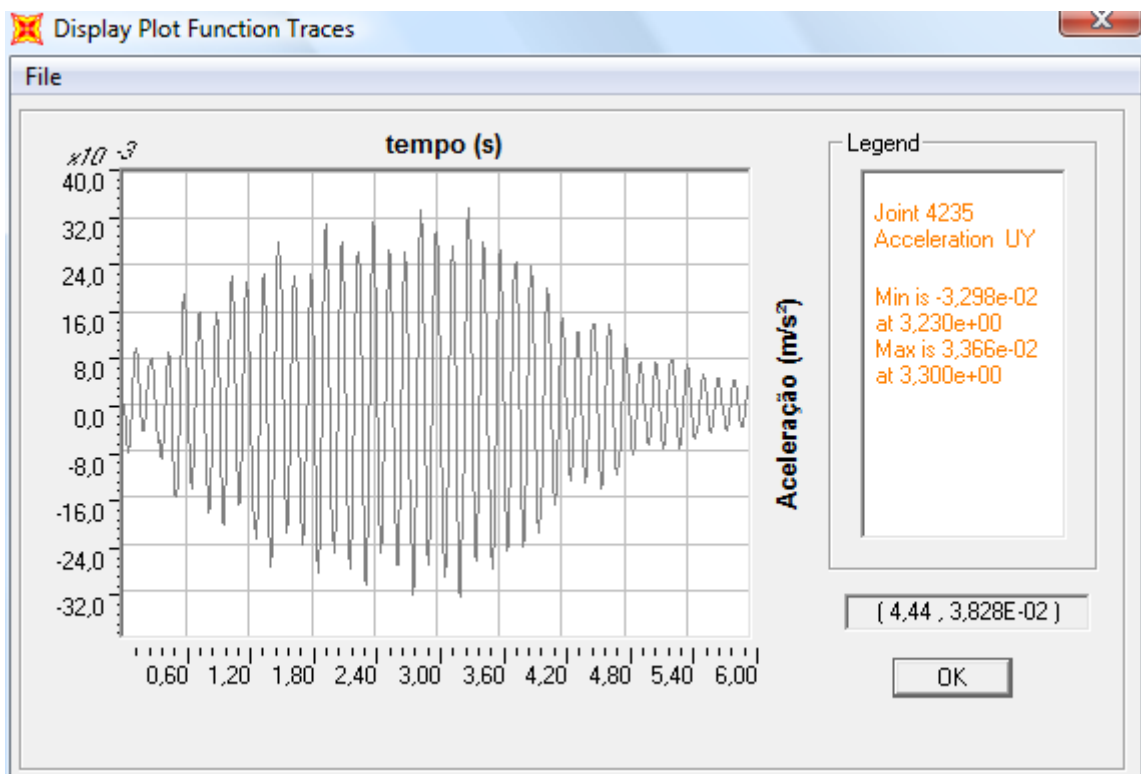 Display Plot Function Traces
X
File
tempo (s)
x10 -3
40,0
32,0
24,0
16,0
8,0
0,0
-8,0
-16,0
-24,0
-32,0
0,60 1,20 1,80 2,40 3,00 3,60 4,20 4,80 5,40 6,00
Aceleração (m/s²)
Legend
Joint 4235
Acceleration UY
Min is -3,298e-02
at 3,230e+00
Max is 3,366e-02
at 3,300e+00
( 4,44 , 3,828E-02 )
OK